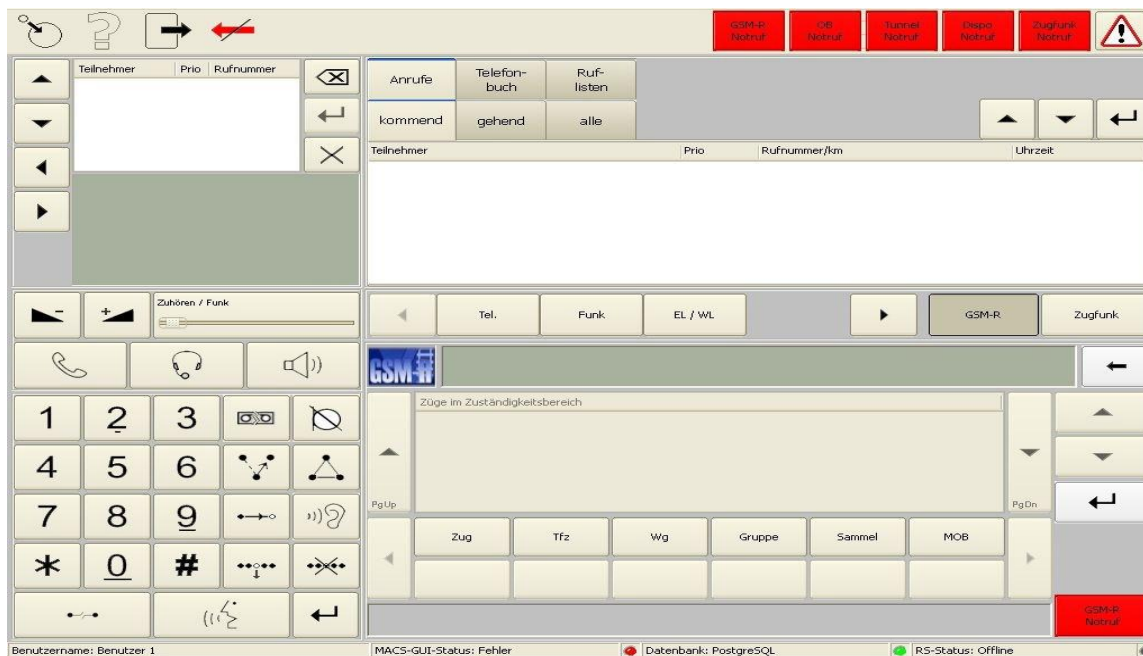 GSM-R
Notruf
OB
Notruf
Tunnel
Notruf
Dispo
Notruf
Zugfunk
Notruf
Teilnehmer Prio Rufnummer
Anrufe
Telefon-
buch
Ruf-
listen
kommend gehend alle
Teilnehmer Prio Rufnummer/km Uhrzeit
Zuhören / Funk
Tel. Funk EL / WL GSM-R Zugfunk
GSM R
Züge im Zuständigkeitsbereich
1 2 3
4 5 6
PgUp PgDn
7 8 9
Zug Tfz Wg Gruppe Sammel MOB
* 0 #
GSM-R
Notruf
Benutzername: Benutzer 1 MACS-GUI-Status: Fehler Datenbank: PostgreSQL RS-Status: Offline